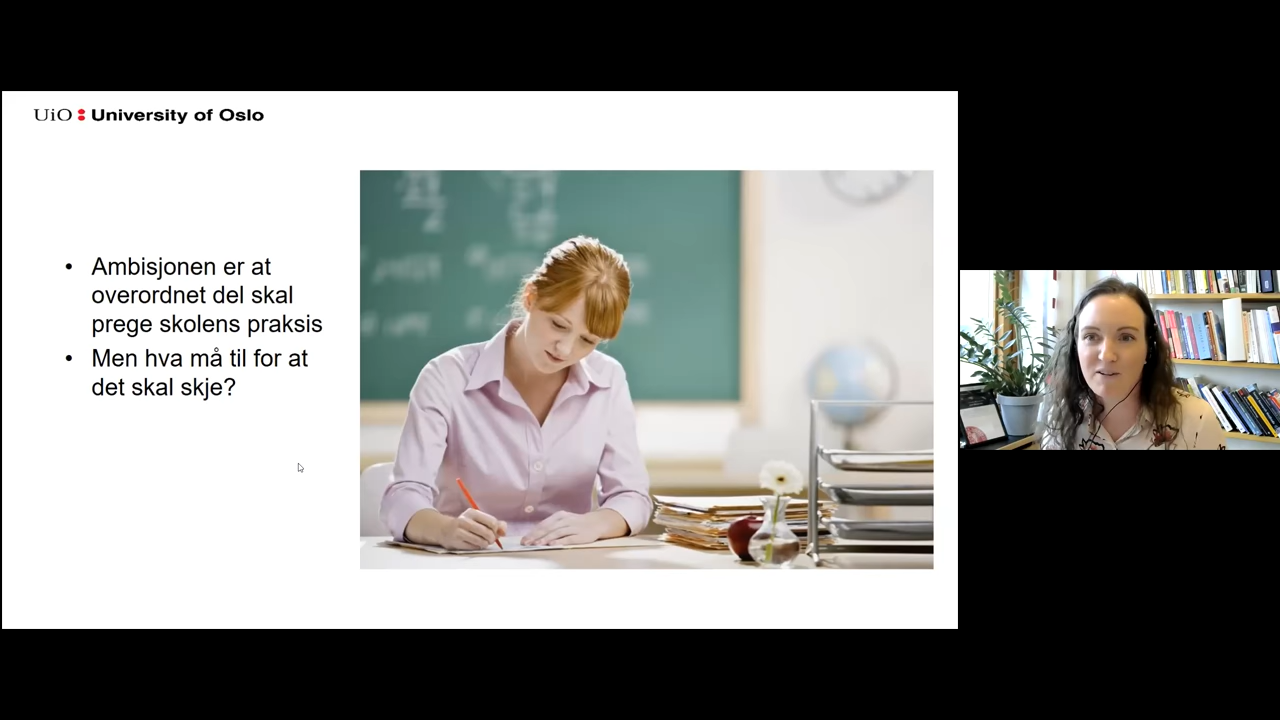 UiO University of Oslo
• Ambisjonen er at
overordnet del skal
prege skolens praksis
• Men hva må til for at
det skal skje?